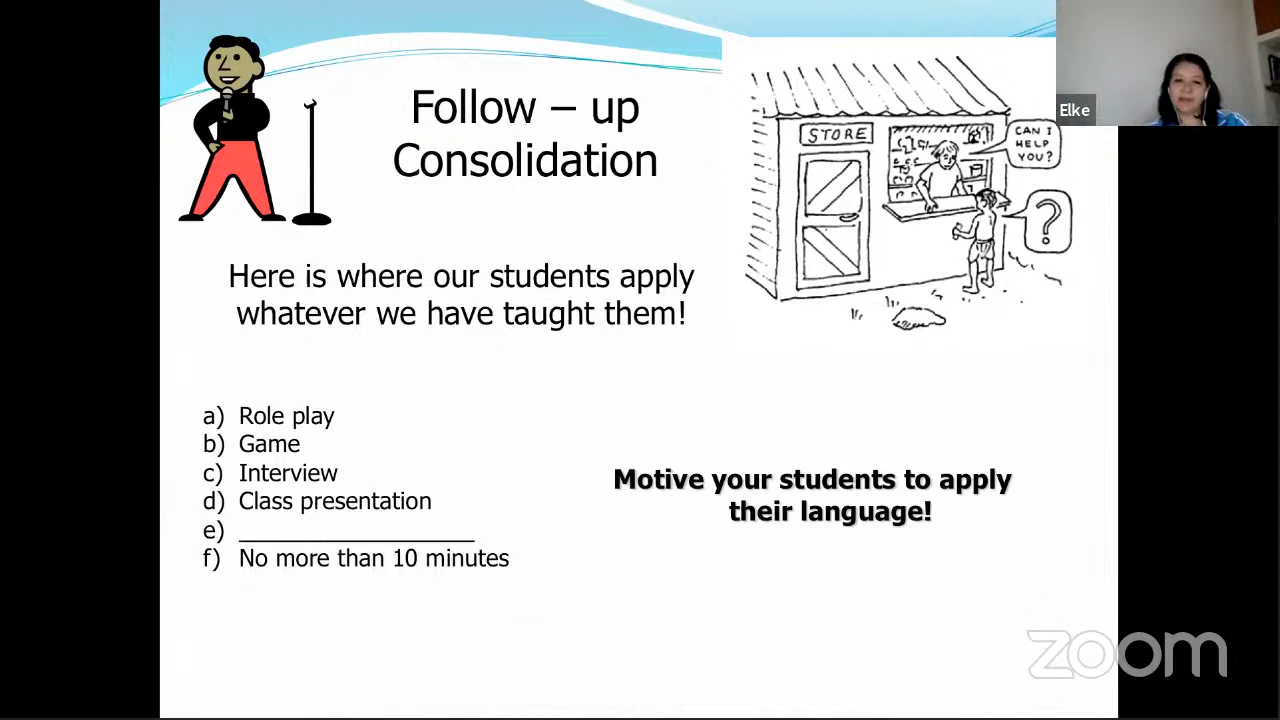 Follow – up
Consolidation
Here is where our students apply
whatever we have taught them!
a) Role play
b) Game
c) Interview
d) Class presentation
e) ___________________
f) No more than 10 minutes
Motive your students to apply
their language!
STORE
CAN I
HELP
YOU?
?
Elke
zoom